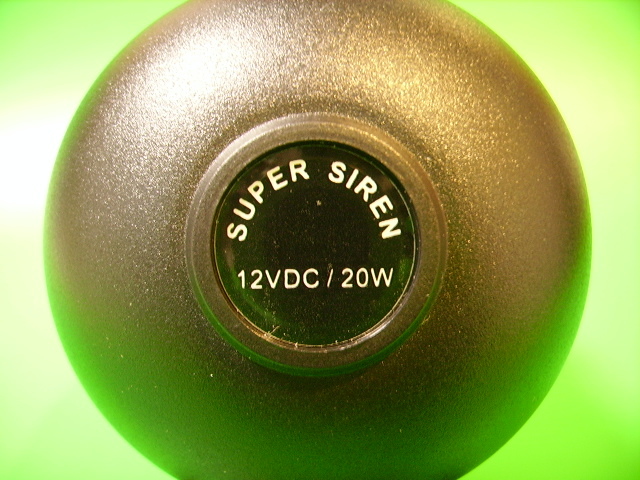 SUPER SIREN
12VDC / 20W